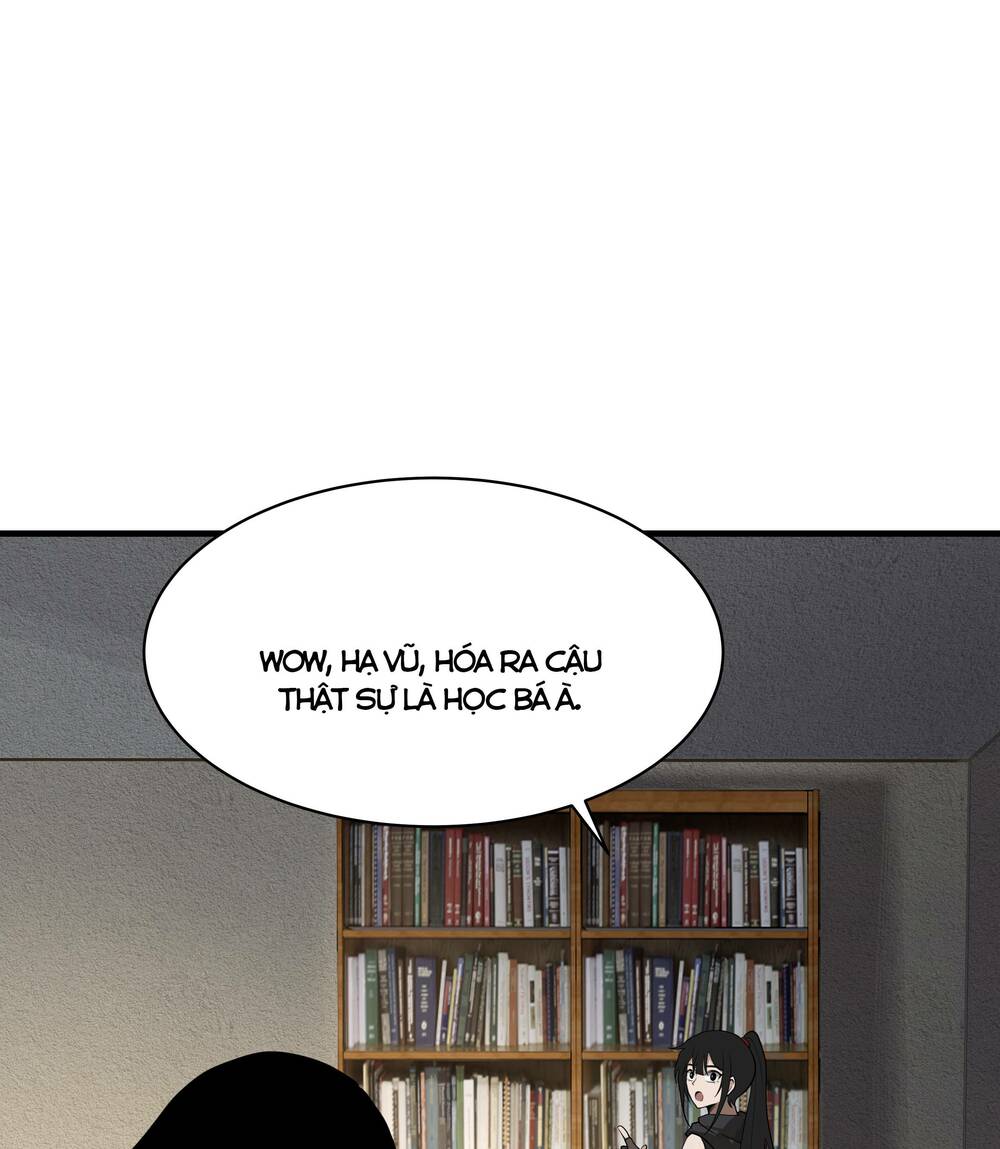 WOW, HẠ VŨ, HÓA RA CẬU
THẬT SỰ LÀ HỌC BÁ À.